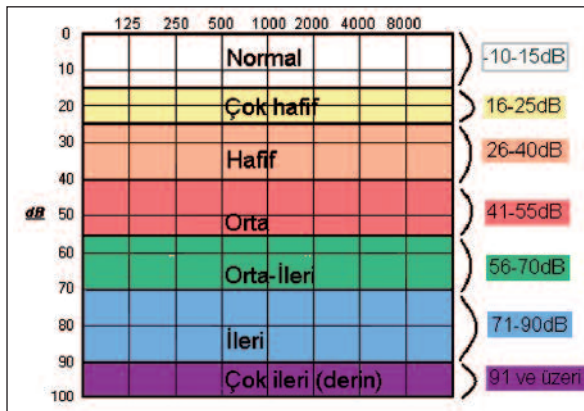 125 250 500 1000 2000 4000 8000
0
Normal -10-15dB
10
20 Çok hafif 16-25dB
30 Hafif 26-40dB
40
dB 50 Orta 41-55dB
60 Orta-İleri 56-70dB
70
80 İleri 71-90dB
90
Çok ileri (derin) 91 ve üzeri
100